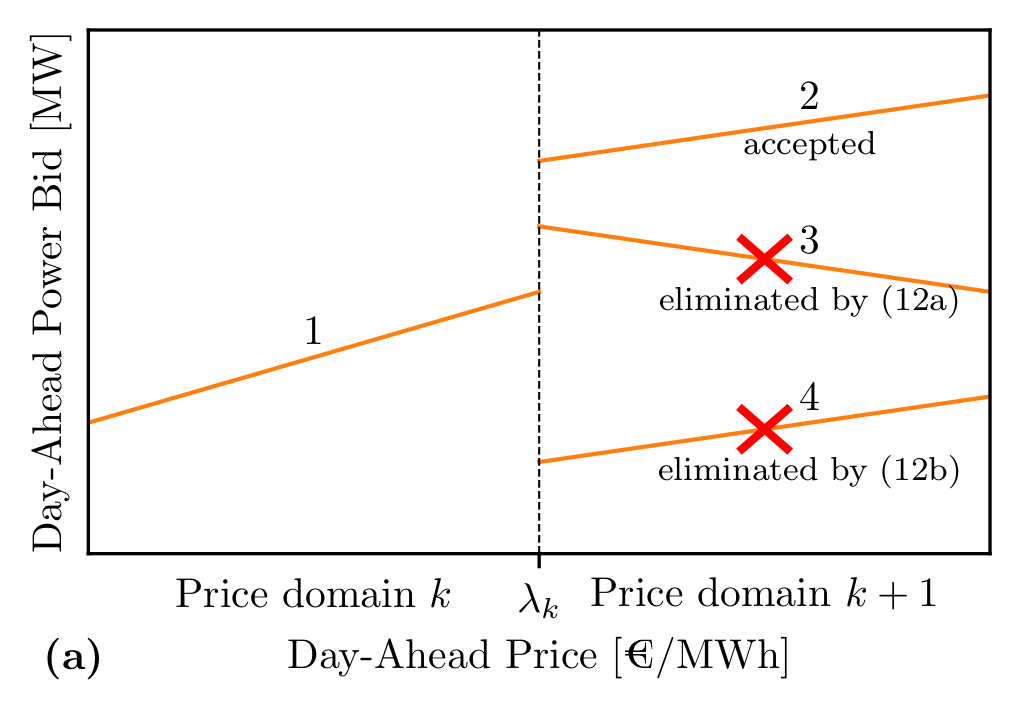 Day-Ahead Power Bid [MW]
2
accepted
3
eliminated by (12a)
1
4
eliminated by (12b)
Price domain k
λk
Price domain k + 1
(a)
Day-Ahead Price [€/MWh]